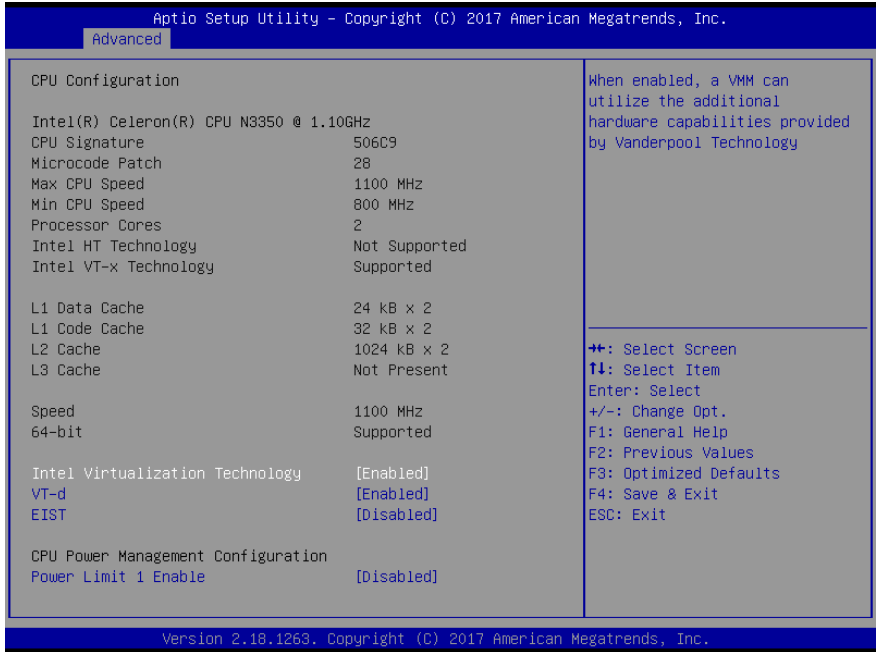 Aptio Setup Utility – Copyright (C) 2017 American Megatrends, Inc.
Advanced
CPU Configuration
Intel(R) Celeron(R) CPU N3350 @ 1.10GHz
CPU Signature 506C9
Microcode Patch 28
Max CPU Speed 1100 MHz
Min CPU Speed 800 MHz
Processor Cores 2
Intel HT Technology Not Supported
Intel VT-x Technology Supported
L1 Data Cache 24 kB x 2
L1 Code Cache 32 kB x 2
L2 Cache 1024 kB x 2
L3 Cache Not Present
Speed 1100 MHz
64-bit Supported
Intel Virtualization Technology [Enabled]
VT-d [Enabled]
EIST [Disabled]
CPU Power Management Configuration
Power Limit 1 Enable [Disabled]
When enabled, a VMM can
utilize the additional
hardware capabilities provided
by Vanderpool Technology
→←: Select Screen
↑↓: Select Item
Enter: Select
+/-: Change Opt.
F1: General Help
F2: Previous Values
F3: Optimized Defaults
F4: Save & Exit
ESC: Exit
Version 2.18.1263. Copyright (C) 2017 American Megatrends, Inc.